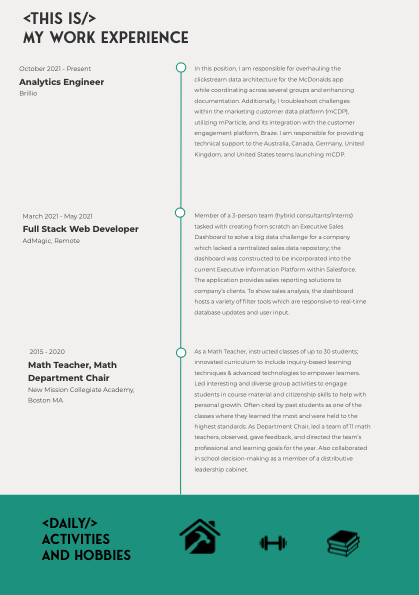 <THIS IS/>
MY WORK EXPERIENCE
October 2021 - Present
Analytics Engineer
Brillio
In this position, I am responsible for overhauling the
clickstream data architecture for the McDonalds app
while coordinating across several groups and enhancing
documentation. Additionally, I troubleshoot challenges
within the marketing customer data platform (mCDP),
utilizing mParticle, and its integration with the customer
engagement platform, Braze. I am responsible for providing
technical support to the Australia, Canada, Germany, United
Kingdom, and United States teams launching mCDP.
March 2021 - May 2021
Full Stack Web Developer
AdMagic, Remote
Member of a 3-person team (hybrid consultants/interns)
tasked with creating from scratch an Executive Sales
Dashboard to solve a big data challenge for a company
which lacked a centralized sales data repository; the
dashboard was constructed to be incorporated into the
current Executive Information Platform within Salesforce.
The application provides sales reporting solutions to
company's clients. To show sales analysis, the dashboard
hosts a variety of filter tools which are responsive to real-time
database updates and user input.
2015 - 2020
Math Teacher, Math
Department Chair
New Mission Collegiate Academy,
Boston MA
As a Math Teacher, instructed classes of up to 30 students;
innovated curriculum to include inquiry-based learning
techniques & advanced technologies to empower learners.
Led interesting and diverse group activities to engage
students in course material and citizenship skills to help with
personal growth. Often cited by past students as one of the
classes where they learned the most and were held to the
highest standards. As Department Chair, led a team of 11 math
teachers, observed, gave feedback, and directed the team's
professional and learning goals for the year. Also collaborated
in school decision-making as a member of a distributive
leadership cabinet.
<DAILY/>
ACTIVITIES
AND HOBBIES